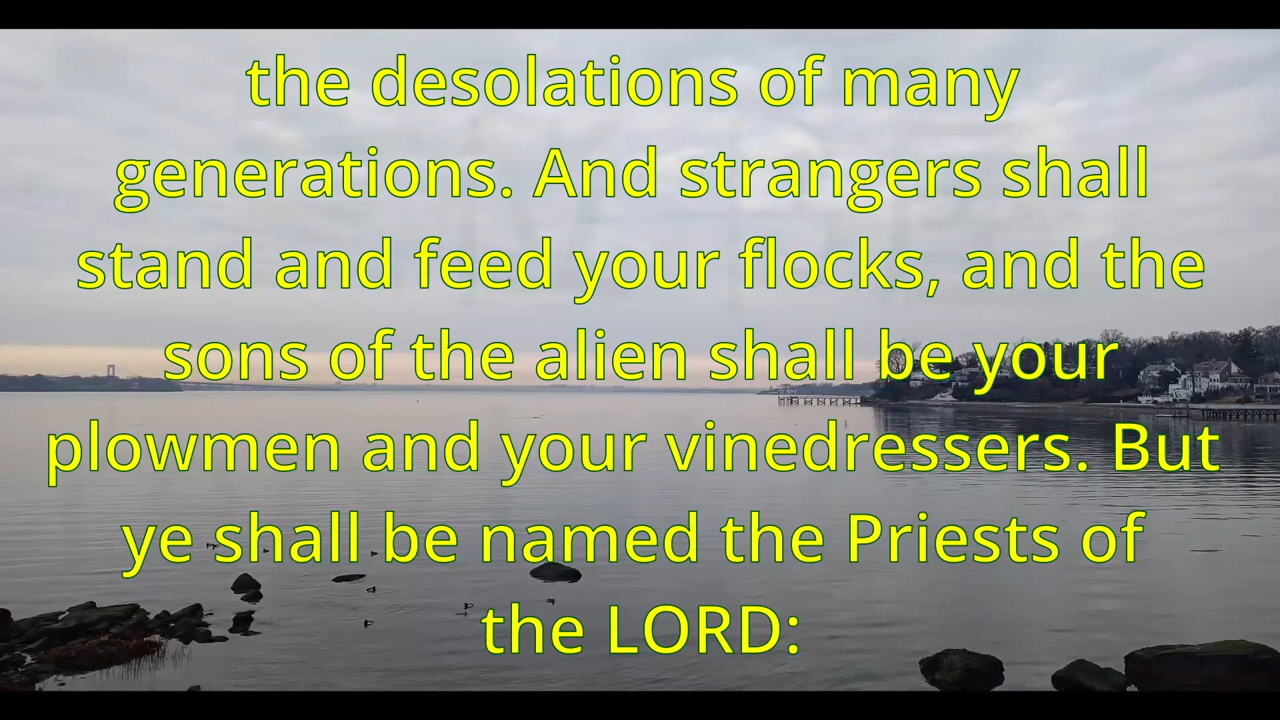 the desolations of many
generations. And strangers shall
stand and feed your flocks, and the
sons of the alien shall be your
plowmen and your vinedressers. But
ye shall be named the Priests of
the LORD: